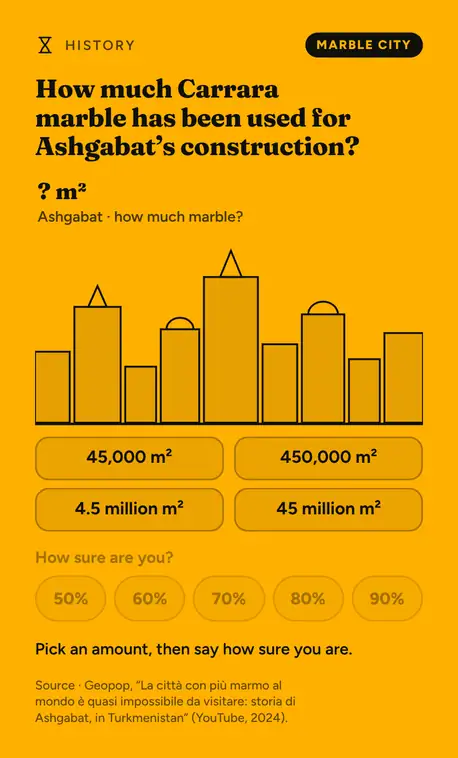 HISTORY
MARBLE CITY
How much Carrara
marble has been used for
Ashgabat’s construction?
? m²
Ashgabat · how much marble?
45,000 m²
450,000 m²
4.5 million m²
45 million m²
How sure are you?
50%
60%
70%
80%
90%
Pick an amount, then say how sure you are.
Source · Geopop, “La città con più marmo al
mondo è quasi impossibile da visitare: storia di
Ashgabat, in Turkmenistan” (YouTube, 2024).